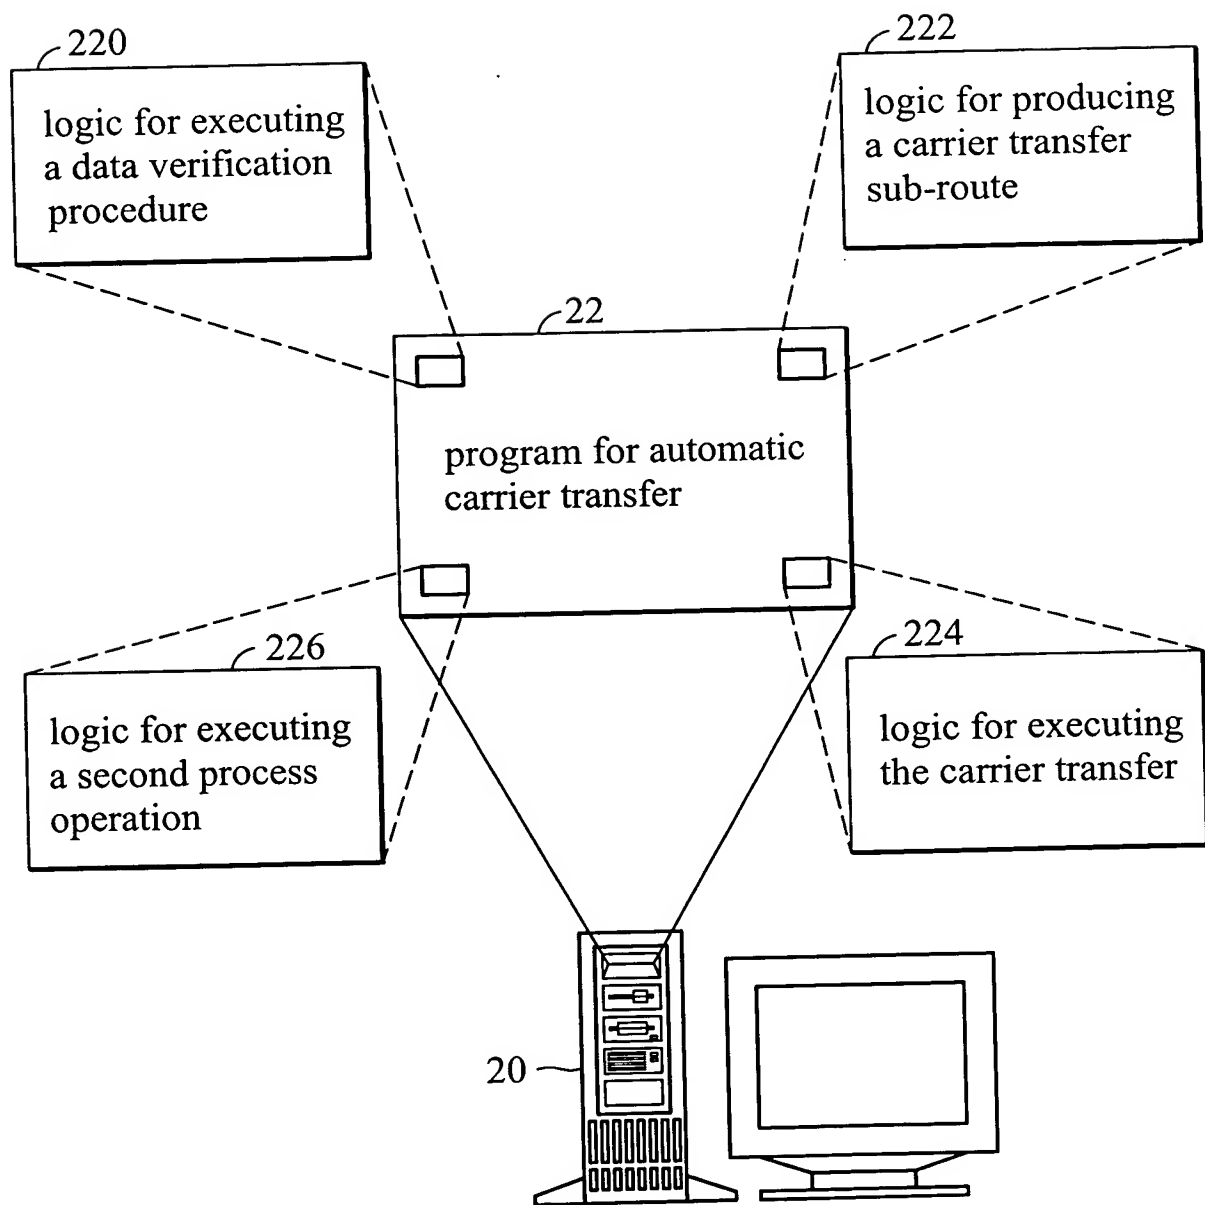 220
logic for executing
a data verification
procedure
222
logic for producing
a carrier transfer
sub-route
22
program for automatic
carrier transfer
226
logic for executing
a second process
operation
224
logic for executing
the carrier transfer
20